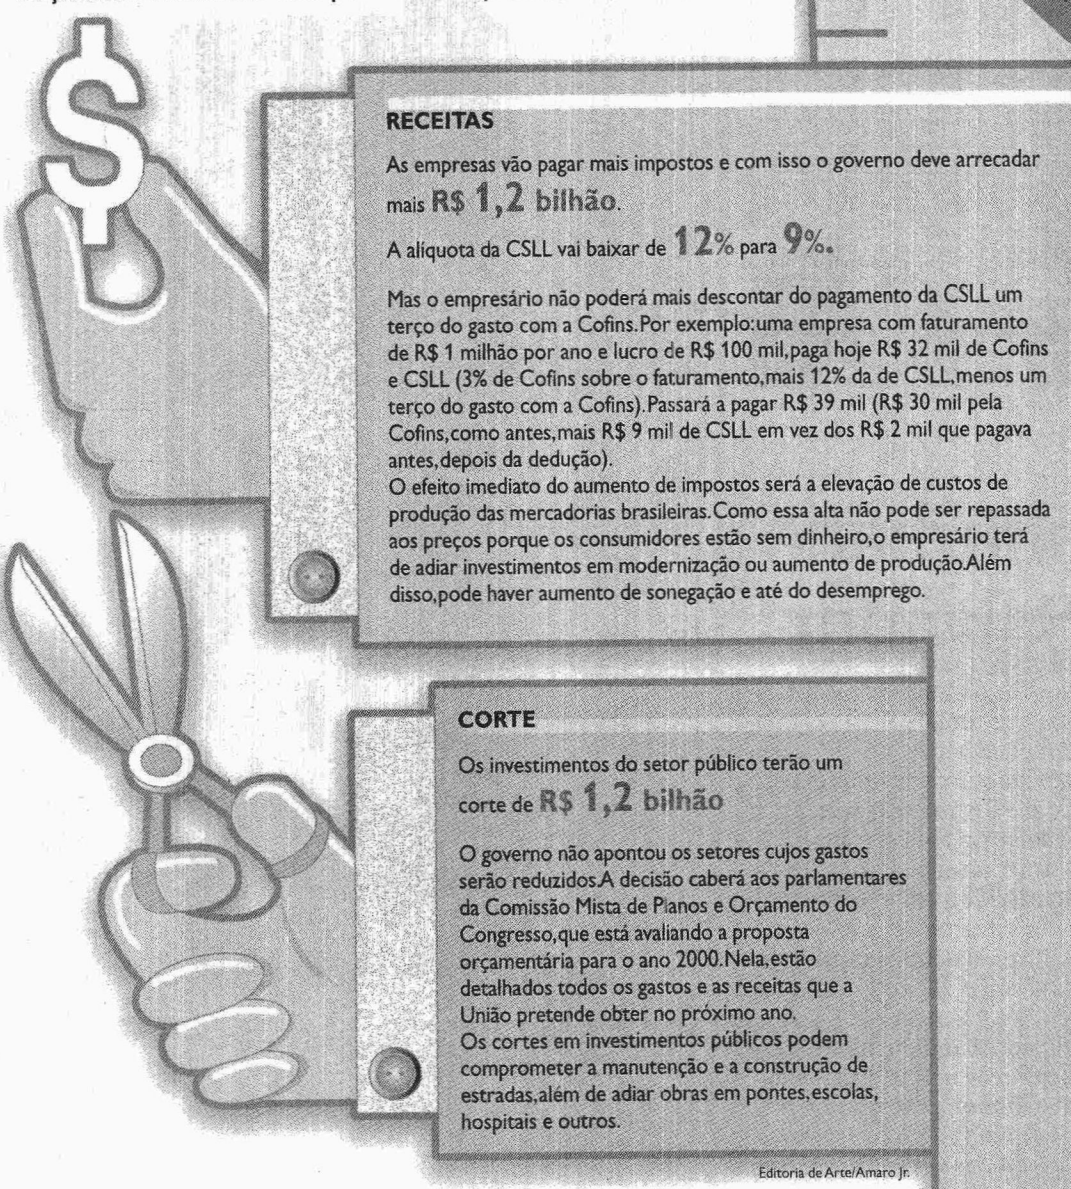 $
RECEITAS
As empresas vão pagar mais impostos e com isso o governo deve arrecadar
mais R$ 1,2 bilhão.
A alíquota da CSLL vai baixar de 12% para 9%.
Mas o empresário não poderá mais descontar do pagamento da CSLL um
terço do gasto com a Cofins.Por exemplo:uma empresa com faturamento
de R$ 1 milhão por ano e lucro de R$ 100 mil,paga hoje R$ 32 mil de Cofins
e CSLL (3% de Cofins sobre o faturamento,mais 12% da de CSLL,menos um
terço do gasto com a Cofins).Passará a pagar R$ 39 mil (R$ 30 mil pela
Cofins,como antes,mais R$ 9 mil de CSLL em vez dos R$ 2 mil que pagava
antes,depois da dedução).
O efeito imediato do aumento de impostos será a elevação de custos de
produção das mercadorias brasileiras.Como essa alta não pode ser repassada
aos preços porque os consumidores estão sem dinheiro,o empresário terá
de adiar investimentos em modernização ou aumento de produção.Além
disso,pode haver aumento de sonegação e até do desemprego.
CORTE
Os investimentos do setor público terão um
corte de R$ 1,2 bilhão
O governo não apontou os setores cujos gastos
serão reduzidos.A decisão caberá aos parlamentares
da Comissão Mista de Planos e Orçamento do
Congresso,que está avaliando a proposta
orçamentária para o ano 2000.Nela,estão
detalhados todos os gastos e as receitas que a
União pretende obter no próximo ano.
Os cortes em investimentos públicos podem
comprometer a manutenção e a construção de
estradas,além de adiar obras em pontes,escolas,
hospitais e outros.
Editoria de Arte/Amaro Jr.